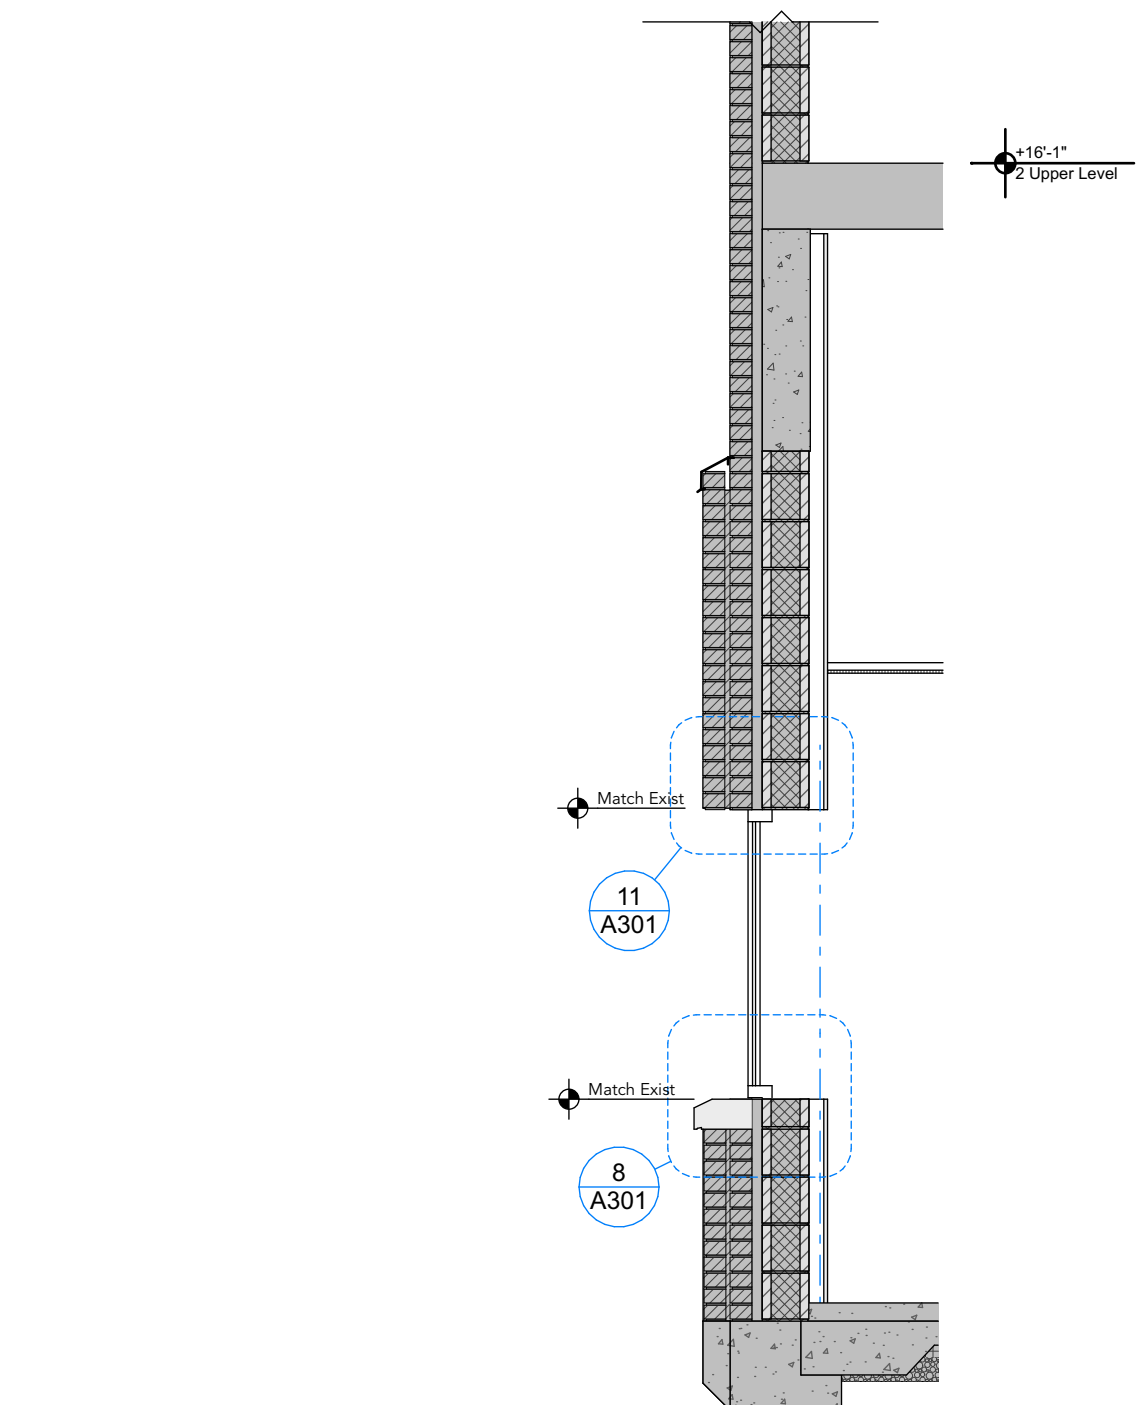 +16'-1"
2 Upper Level
Match Exist
11
A301
Match Exist
8
A301